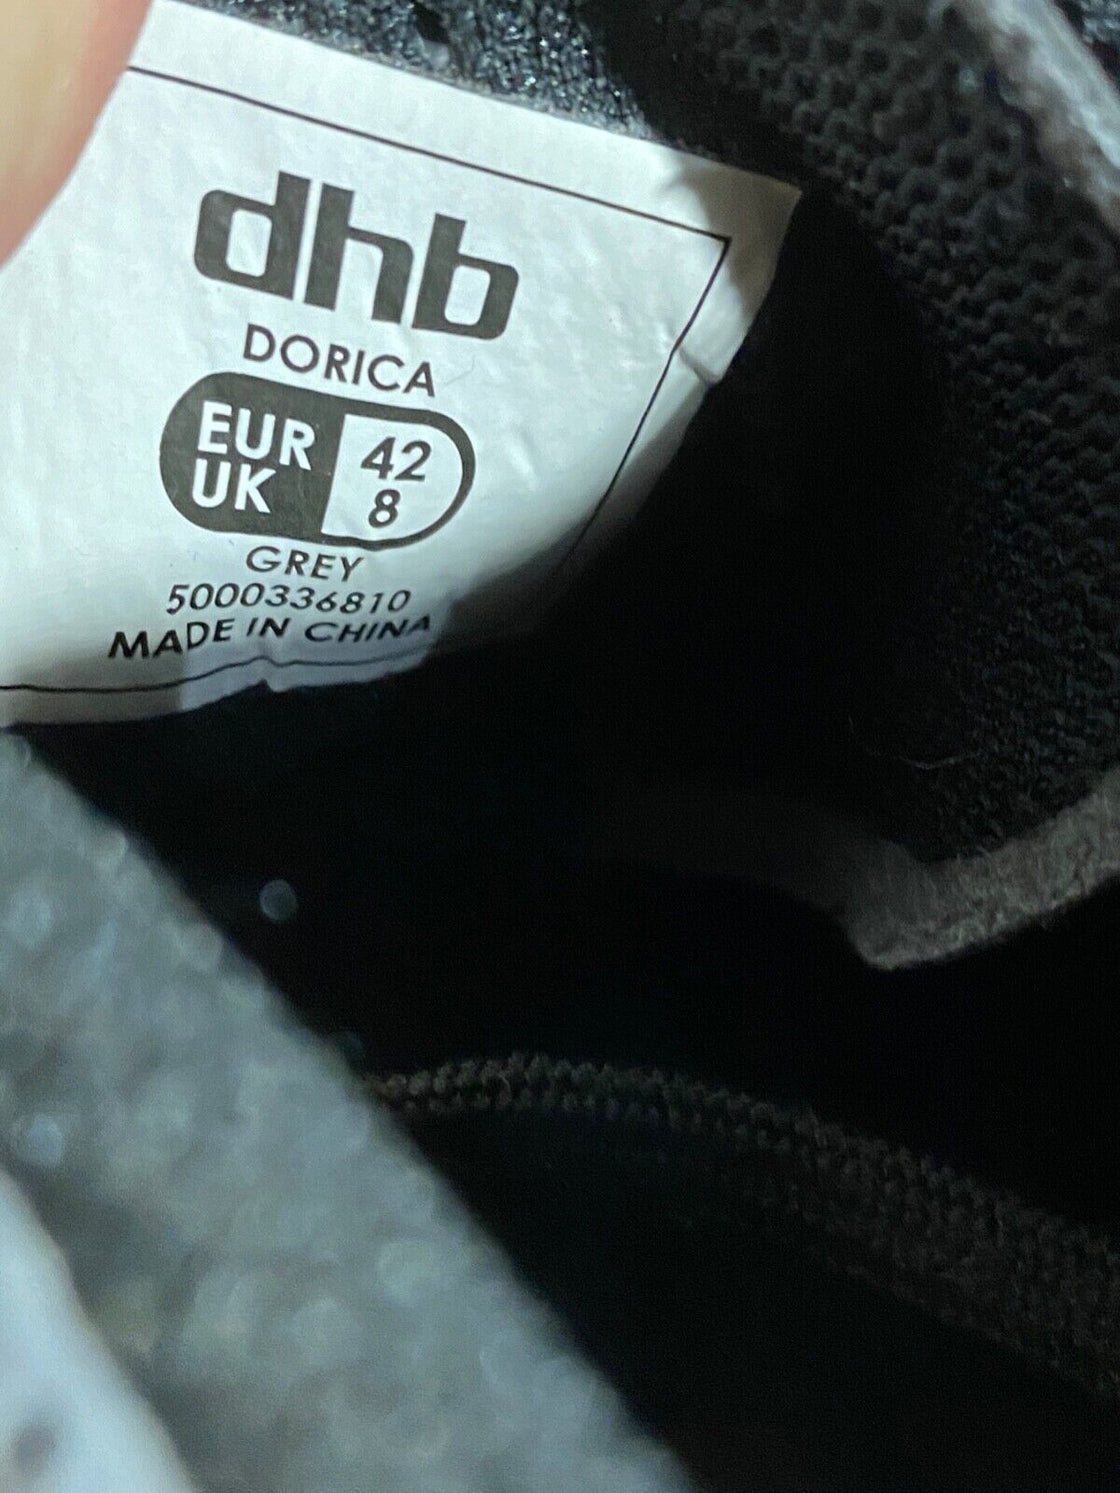 dhb
DORICA
EUR 42
UK 8
GREY
5000336810
MADE IN CHINA